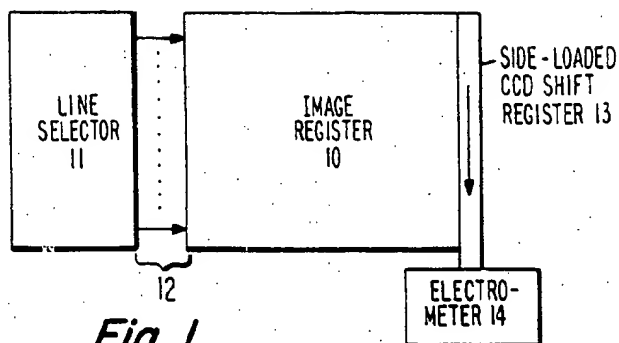 LINE
SELECTOR
11
12
IMAGE
REGISTER
10
SIDE-LOADED
CCD SHIFT
REGISTER 13
ELECTRO-
METER 14
Fig. 1